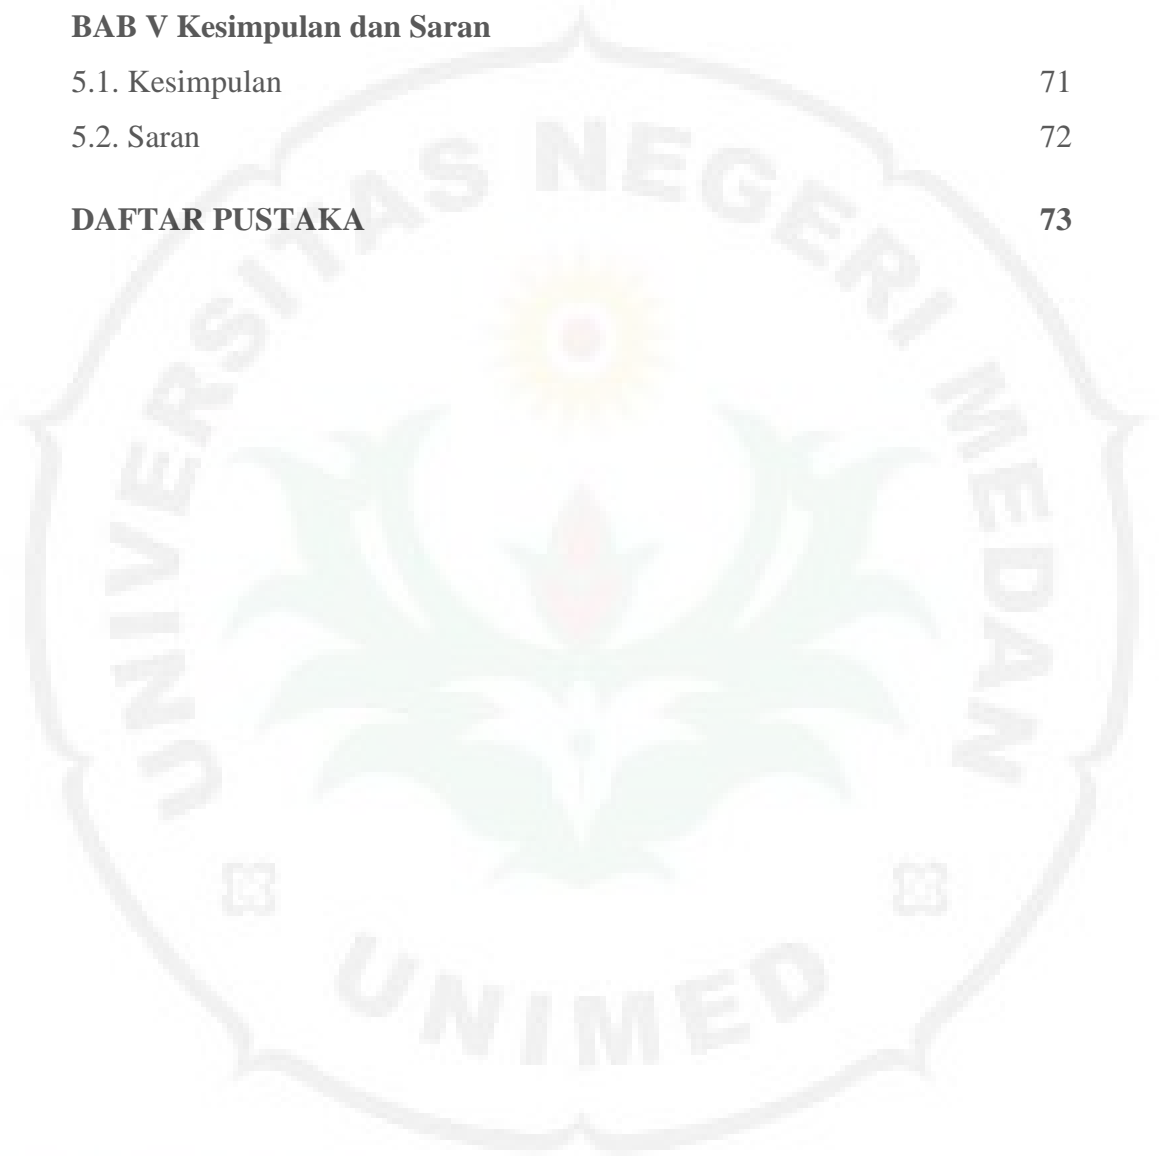 BAB V Kesimpulan dan Saran
5.1. Kesimpulan 71
5.2. Saran 72
DAFTAR PUSTAKA 73
UNIVERSITAS NEGERI MEDAN
UNIMED